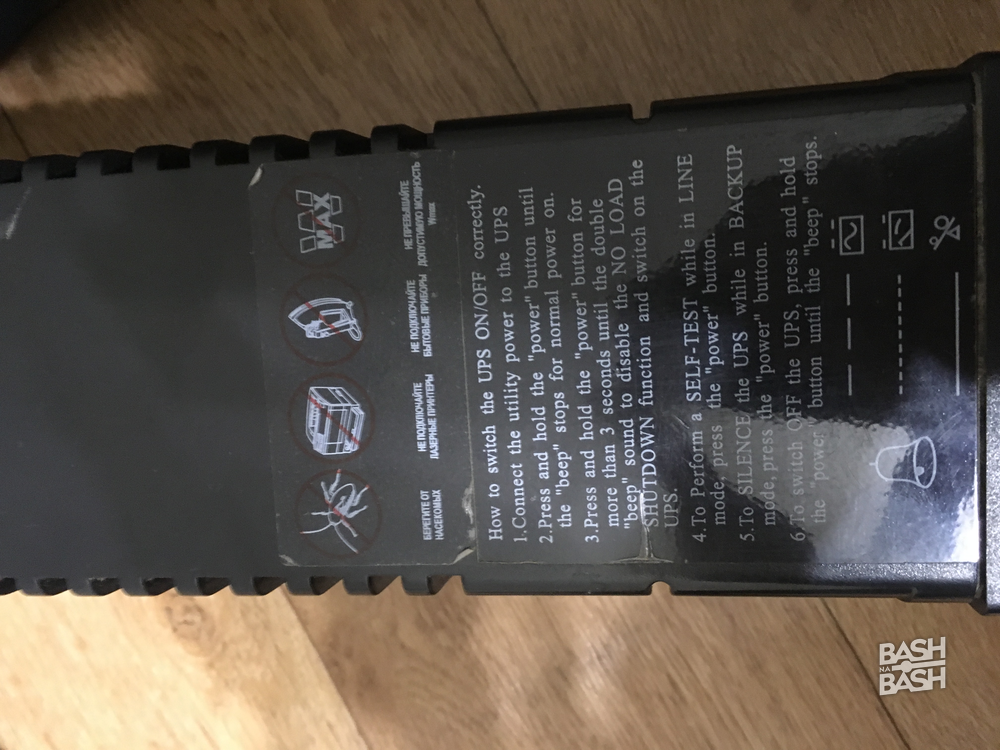 W
MAX
НЕ ПРЕВЫШАЙТЕ
ДОПУСТИМУЮ МОЩНОСТЬ
Wmax
НЕ ПОДКЛЮЧАЙТЕ
БЫТОВЫЕ ПРИБОРЫ
НЕ ПОДКЛЮЧАЙТЕ
ЛАЗЕРНЫЕ ПРИНТЕРЫ
БЕРЕГИТЕ ОТ
НАСЕКОМЫХ
How to switch the UPS ON/OFF correctly.
1.Connect the utility power to the UPS
2.Press and hold the "power" button until
the "beep" stops for normal power on.
3.Press and hold the "power" button for
more than 3 seconds until the double
"beep" sound to disable the NO LOAD
SHUTDOWN function and switch on the
UPS.
4.To Perform a SELF-TEST while in LINE
mode, press the "power" button.
5.To SILENCE the UPS while in BACKUP
mode, press the "power" button.
6.To switch OFF the UPS, press and hold
the "power" button until the "beep" stops.
BASH
NA
BASH